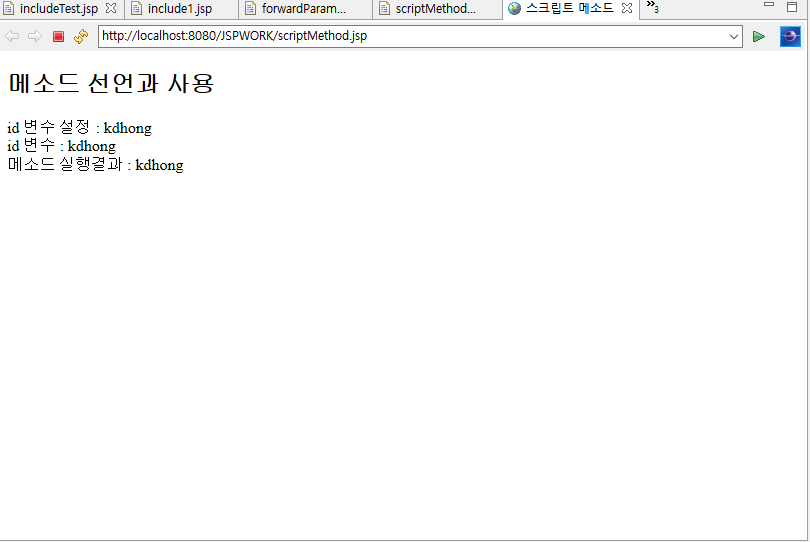 includeTest.jsp
include1.jsp
forwardParam...
scriptMethod...
스크립트 메소드
»3
http://localhost:8080/JSPWORK/scriptMethod.jsp
메소드 선언과 사용
id 변수 설정 : kdhong
id 변수 : kdhong
메소드 실행결과 : kdhong